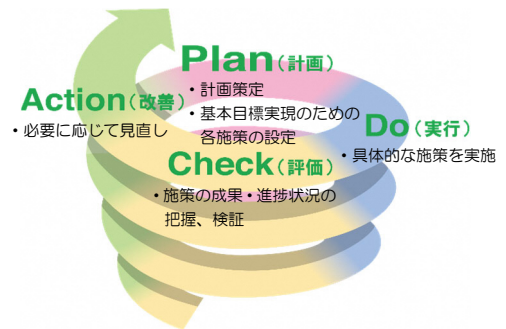 Plan(計画)
・計画策定
・基本目標実現のための
各施策の設定
Do(実行)
・具体的な施策を実施
Check(評価)
・施策の成果・進捗状況の
把握、検証
Action(改善)
・必要に応じて見直し